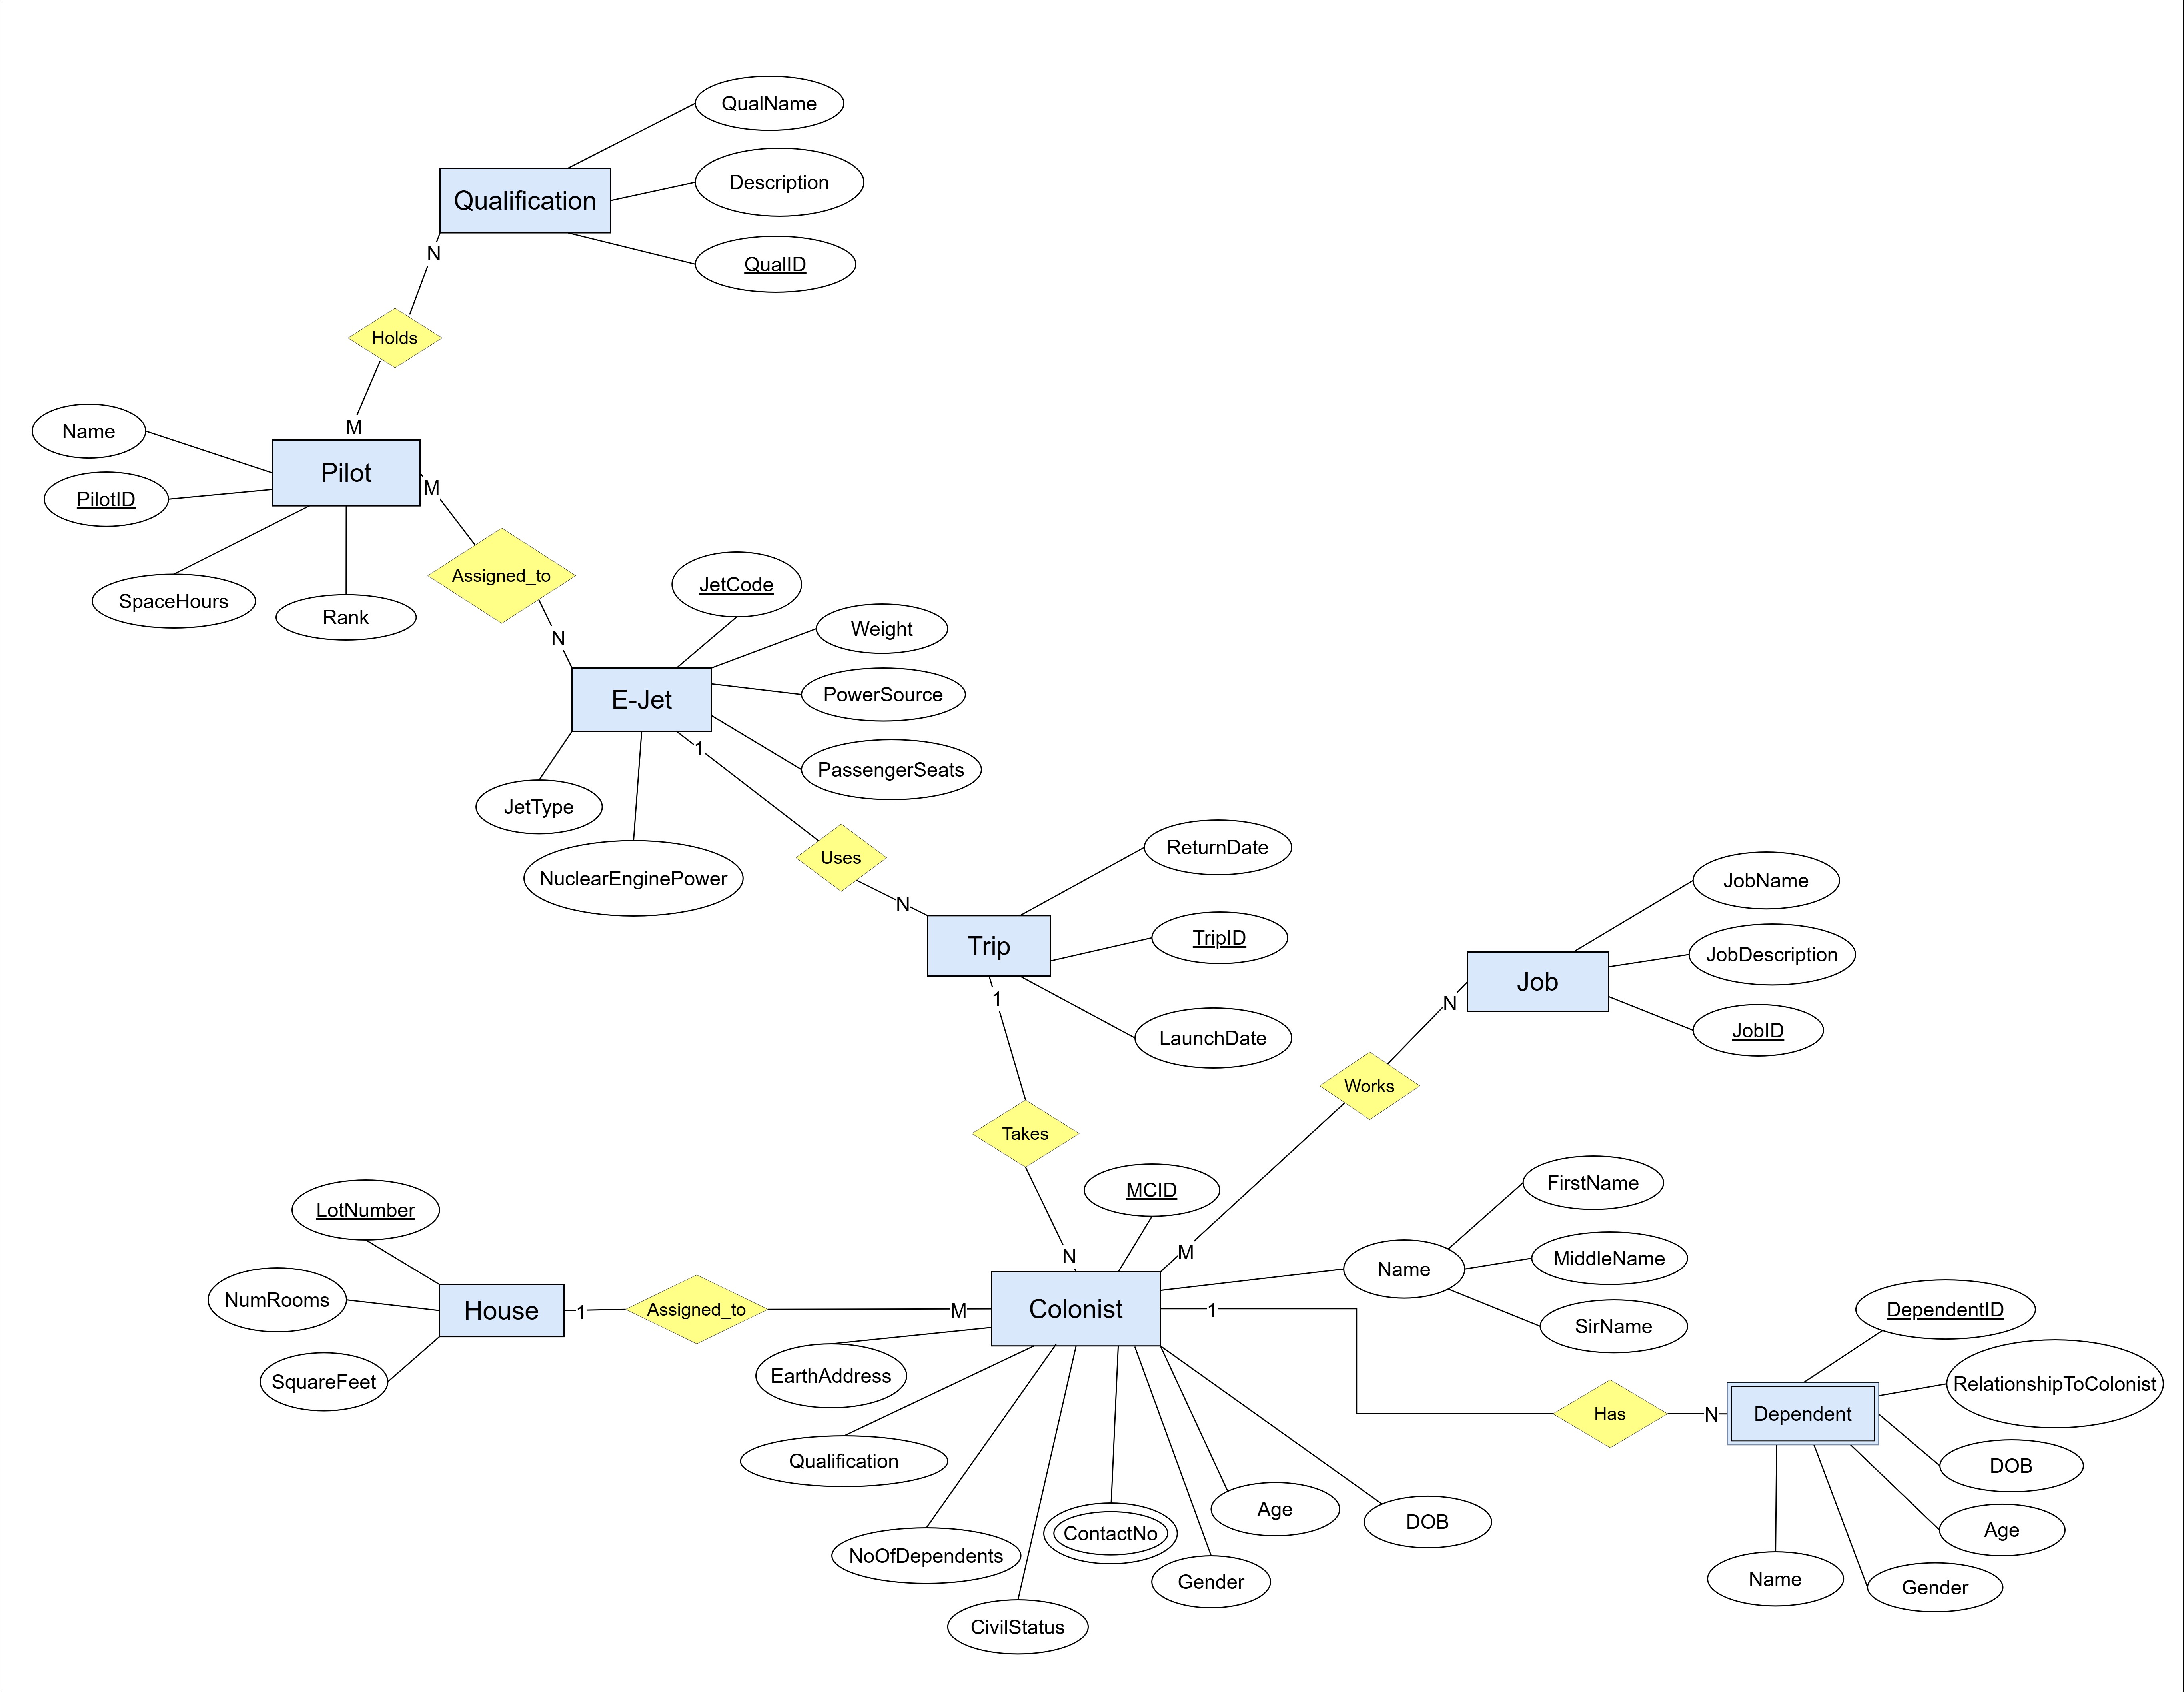 QualName
Qualification
Description
QualID
N
Holds
M
Name
Pilot
PilotID
M
SpaceHours
Rank
Assigned_to
N
JetCode
Weight
E-Jet
PowerSource
PassengerSeats
1
JetType
NuclearEnginePower
Uses
N
ReturnDate
Trip
TripID
LaunchDate
1
JobName
Job
JobDescription
JobID
N
Works
M
Takes
N
MCID
FirstName
Name
MiddleName
SirName
LotNumber
NumRooms
House
SquareFeet
1
Assigned_to
M
Colonist
1
EarthAddress
Qualification
NoOfDependents
CivilStatus
ContactNo
Gender
Age
DOB
Has
N
Dependent
DependentID
RelationshipToColonist
DOB
Age
Gender
Name